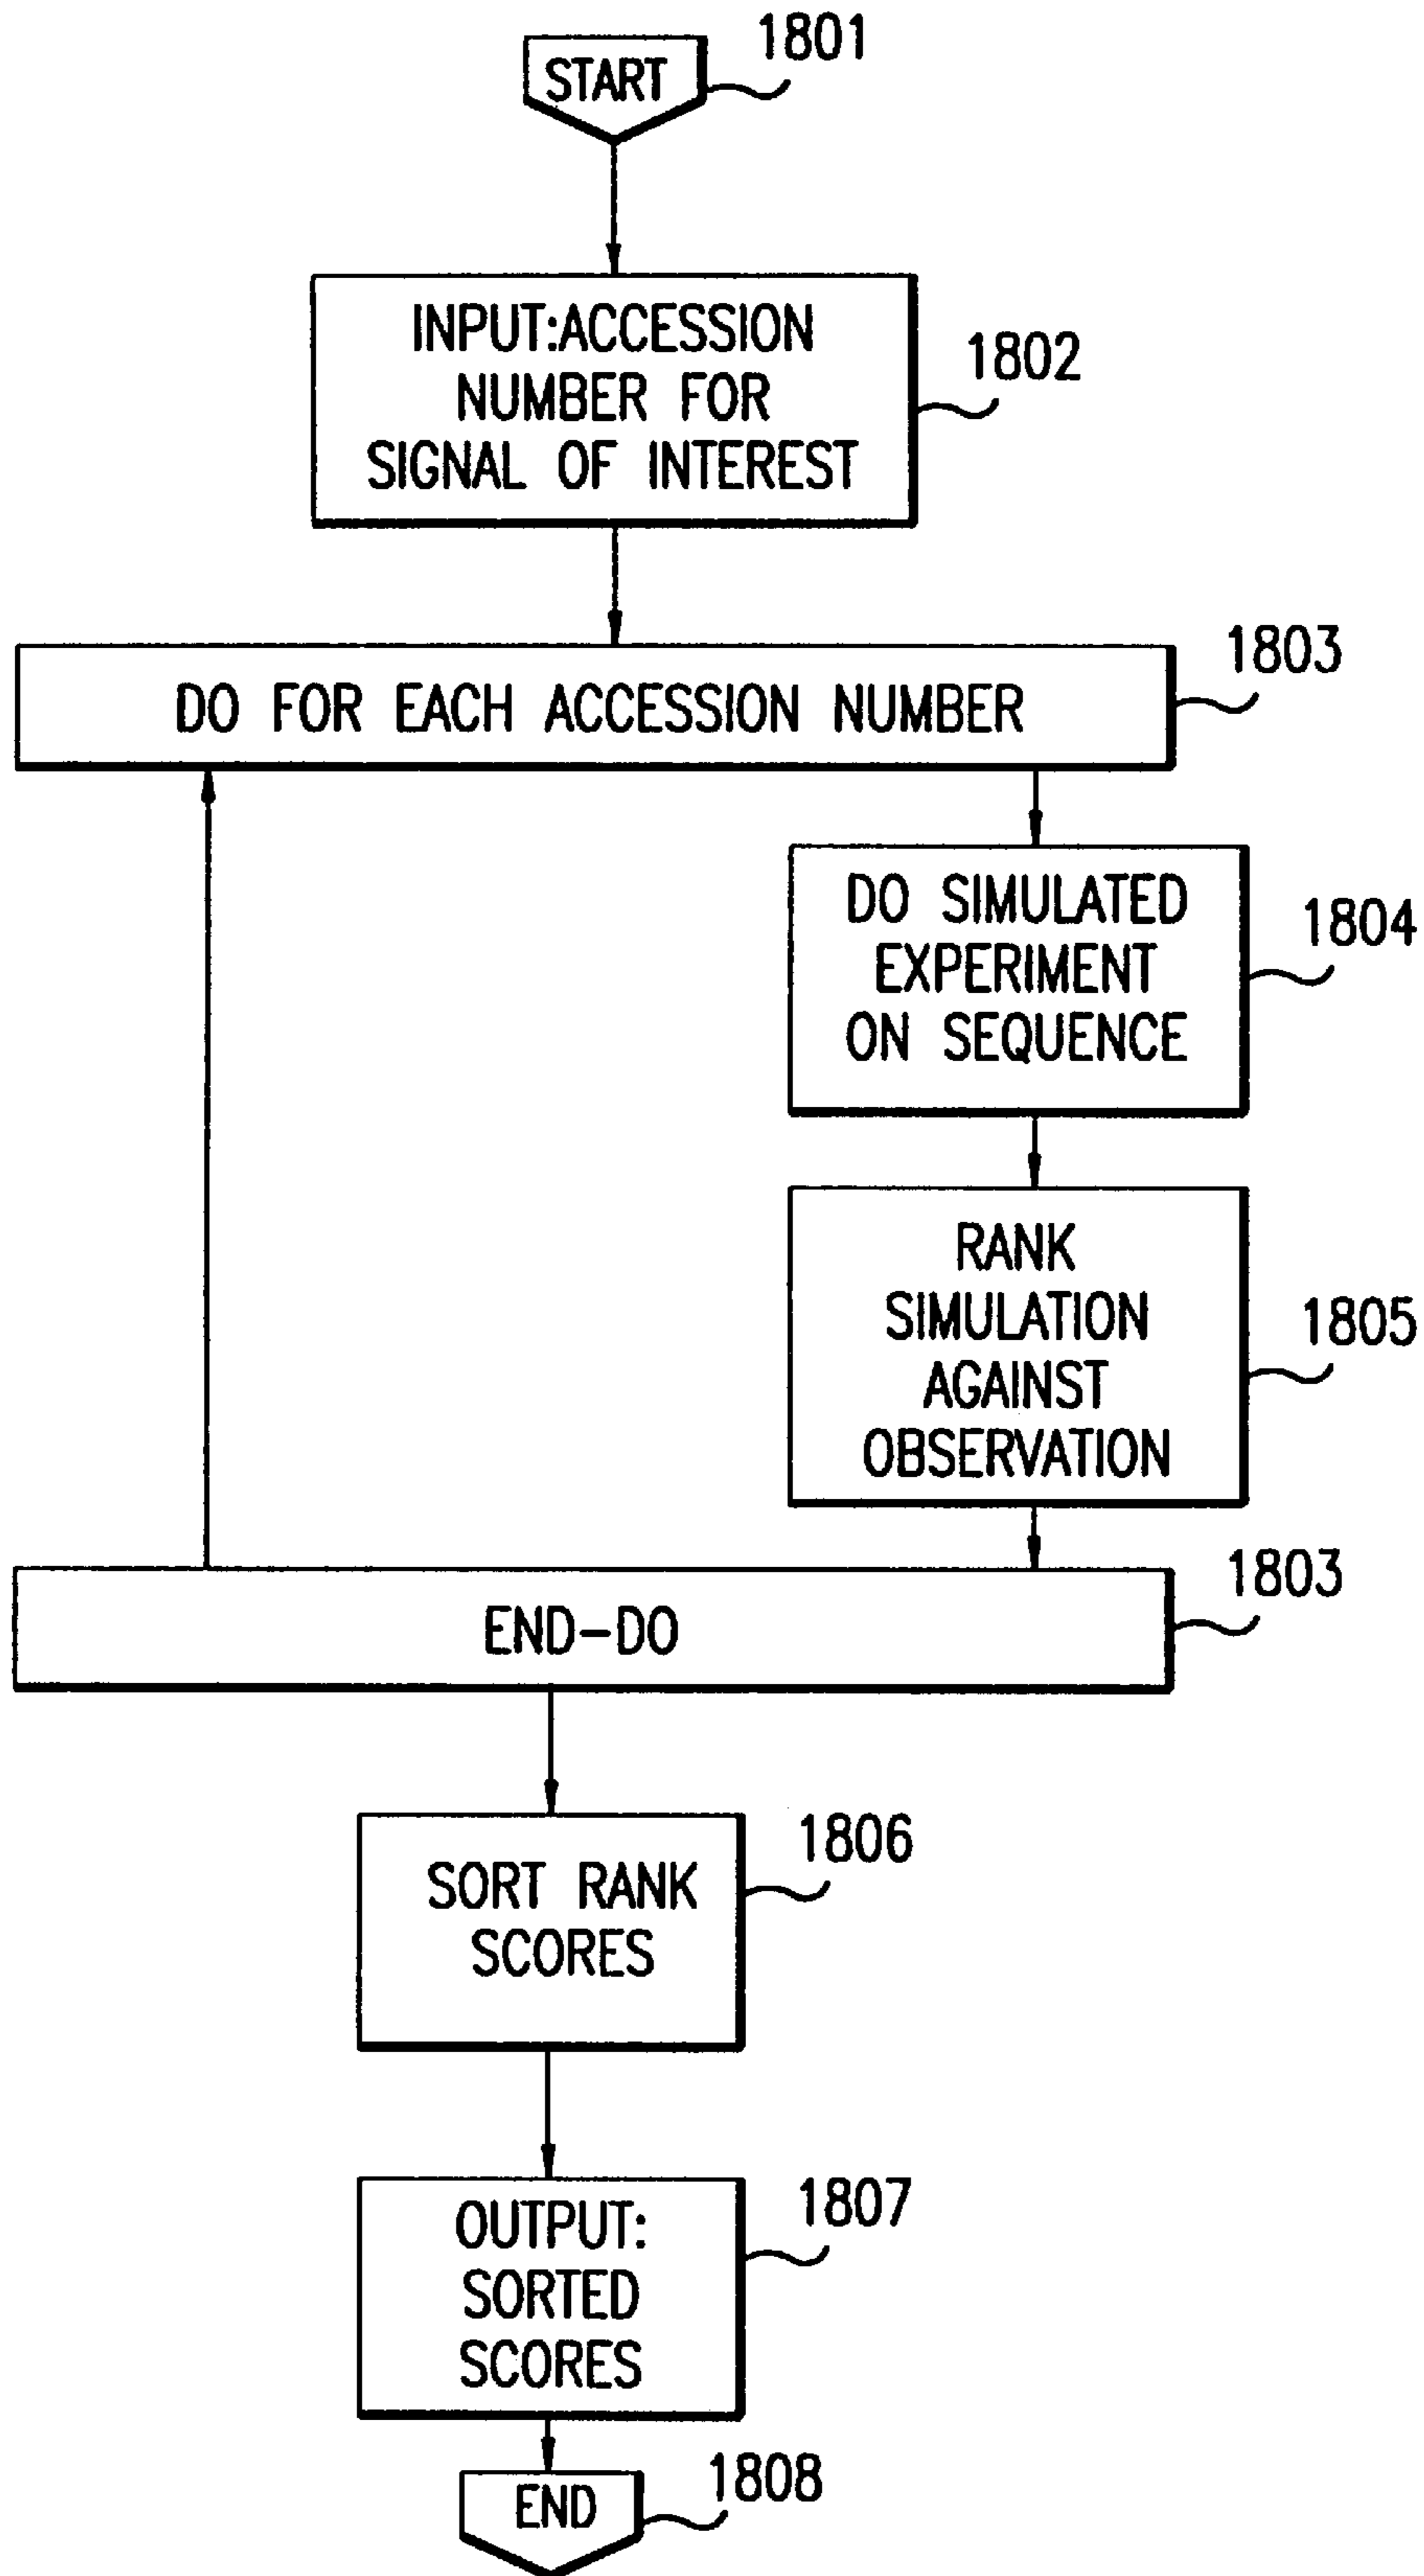 START
1801
INPUT:ACCESSION
NUMBER FOR
SIGNAL OF INTEREST
1802
DO FOR EACH ACCESSION NUMBER
1803
DO SIMULATED
EXPERIMENT
ON SEQUENCE
1804
RANK
SIMULATION
AGAINST
OBSERVATION
1805
END-DO
1803
SORT RANK
SCORES
1806
OUTPUT:
SORTED
SCORES
1807
END
1808